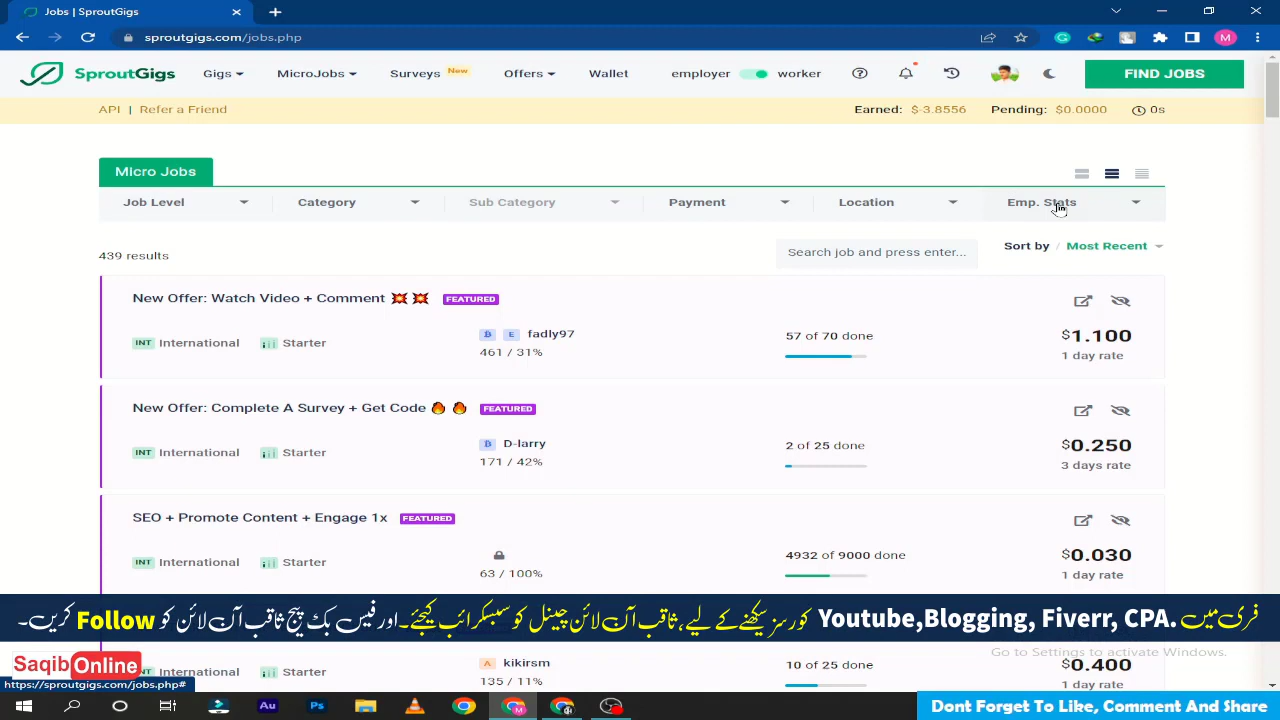 Jobs | SproutGigs
sproutgigs.com/jobs.php
M
SproutGigs Gigs MicroJobs Surveys New Offers Wallet employer worker FIND JOBS
API | Refer a Friend Earned: $-3.8556 Pending: $0.0000 0s
Micro Jobs
Job Level Category Sub Category Payment Location Emp. Stats
439 results Search job and press enter... Sort by / Most Recent
New Offer: Watch Video + Comment 💥 💥 FEATURED
INT International Starter B E fadly97 461 / 31% 57 of 70 done $1.100 1 day rate
New Offer: Complete A Survey + Get Code 🔥 🔥 FEATURED
INT International Starter B D-larry 171 / 42% 2 of 25 done $0.250 3 days rate
SEO + Promote Content + Engage 1x FEATURED
INT International Starter 63 / 100% 4932 of 9000 done $0.030 1 day rate
فری میں .Youtube,Blogging, Fiverr, CPA کورسز سیکھنے کے لیے، ثاقب آن لائن چینل کو سبسکرائب کیجئے۔ اور فیس بک پیج ثاقب آن لائن کو Follow کریں۔
Go to Settings to activate Windows.
Saqib Online
INT International Starter A kikirsm 135 / 11% 10 of 25 done $0.400 1 day rate
https://sproutgigs.com/jobs.php#
Au Ps M
Dont Forget To Like, Comment And Share